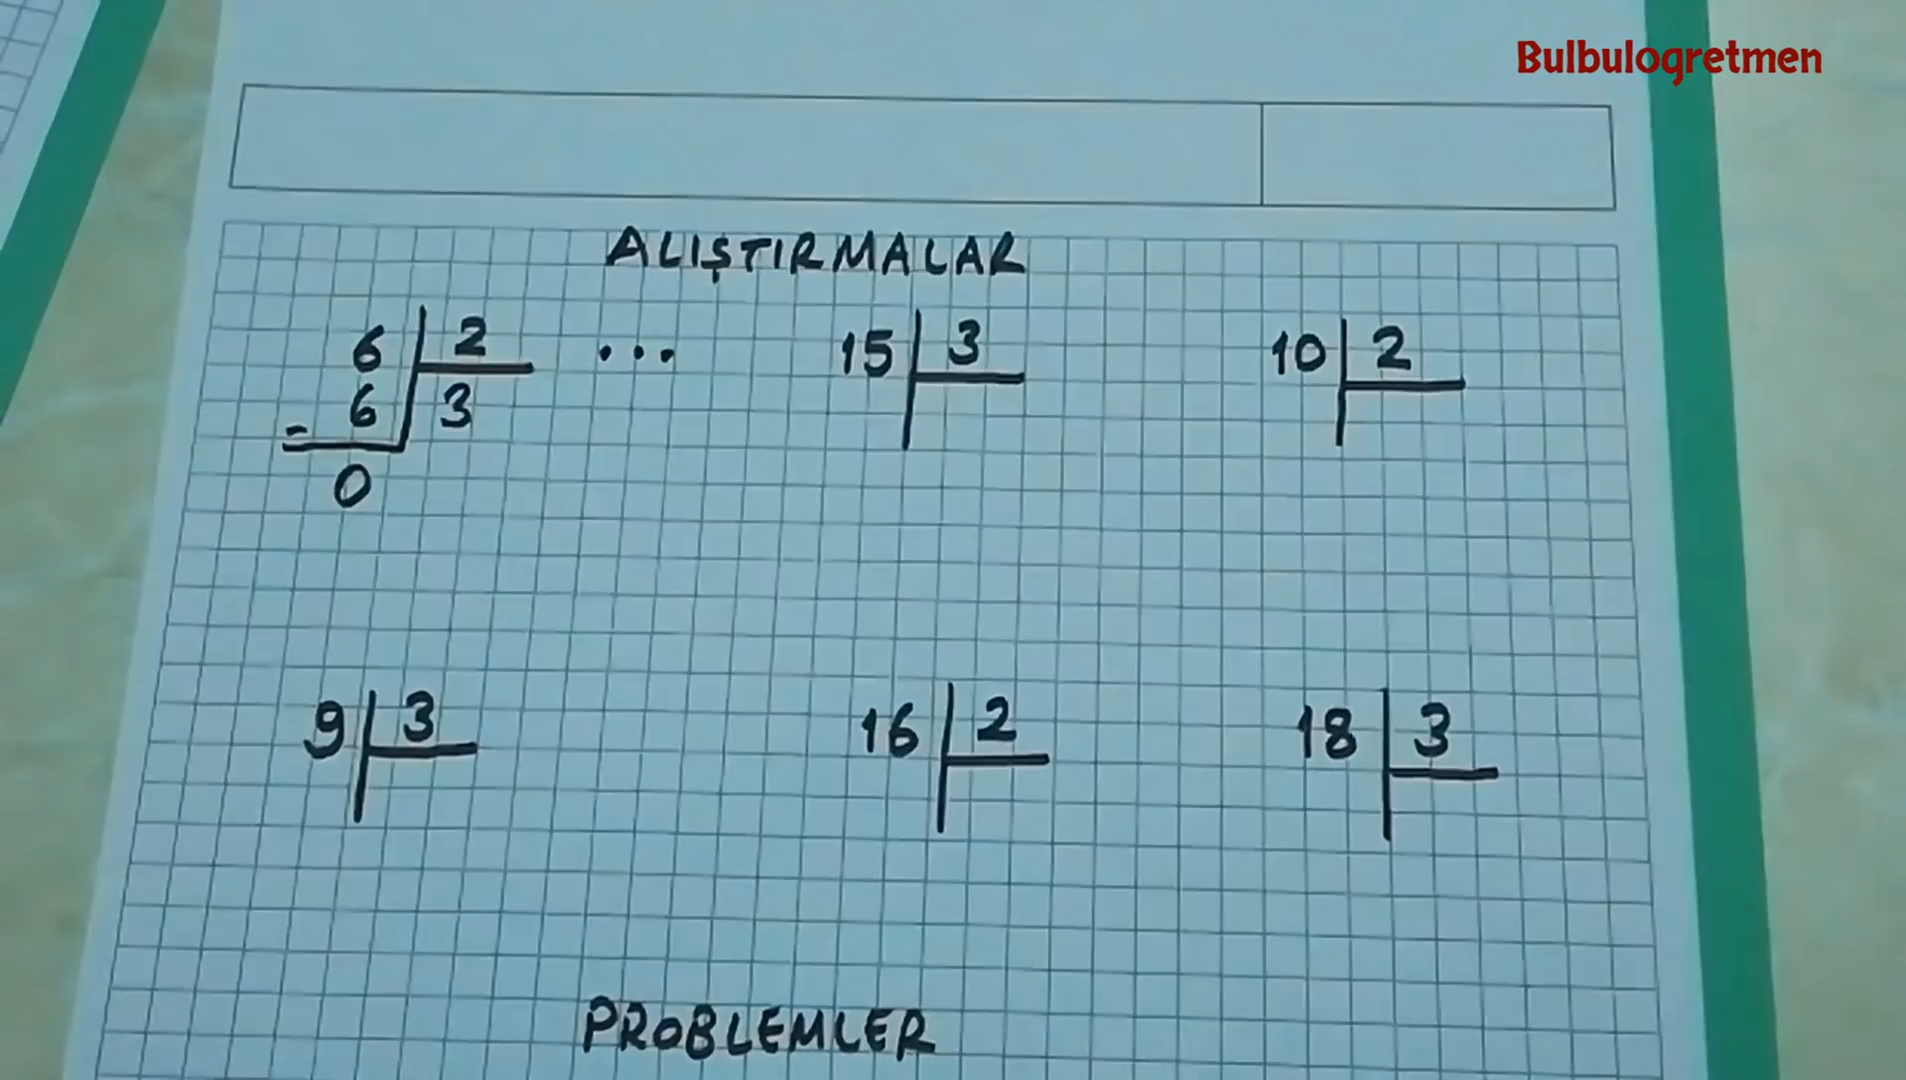 Bulbulogretmen
ALIŞTIRMALAR
6 2 ... 15 3 10 2
- 6 3
0
9 3 16 2 18 3
PROBLEMLER